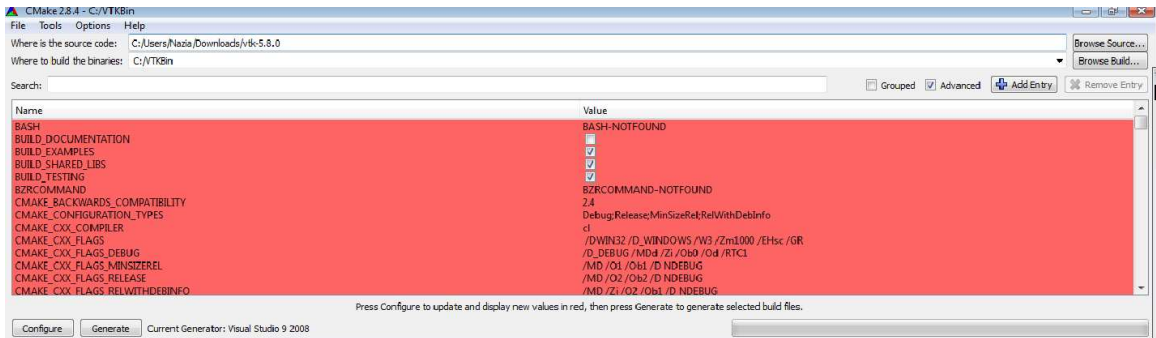 CMake 2.8.4 - C:/VTKBin
File Tools Options Help
Where is the source code: C:/Users/Nazia/Downloads/vtk-5.8.0 Browse Source...
Where to build the binaries: C:/VTKBin Browse Build...
Search: Grouped Advanced Add Entry Remove Entry
Name Value
BASH BASH-NOTFOUND
BUILD_DOCUMENTATION
BUILD_EXAMPLES
BUILD_SHARED_LIBS
BUILD_TESTING
BZRCOMMAND BZRCOMMAND-NOTFOUND
CMAKE_BACKWARDS_COMPATIBILITY 2.4
CMAKE_CONFIGURATION_TYPES Debug;Release;MinSizeRel;RelWithDebInfo
CMAKE_CXX_COMPILER cl
CMAKE_CXX_FLAGS /DWIN32 /D_WINDOWS /W3 /Zm1000 /EHsc /GR
CMAKE_CXX_FLAGS_DEBUG /D_DEBUG /MDd /Zi /Ob0 /Od /RTC1
CMAKE_CXX_FLAGS_MINSIZEREL /MD /O1 /Ob1 /D NDEBUG
CMAKE_CXX_FLAGS_RELEASE /MD /O2 /Ob2 /D NDEBUG
CMAKE_CXX_FLAGS_RELWITHDEBINFO /MD /Zi /O2 /Ob1 /D NDEBUG
Press Configure to update and display new values in red, then press Generate to generate selected build files.
Configure Generate Current Generator: Visual Studio 9 2008